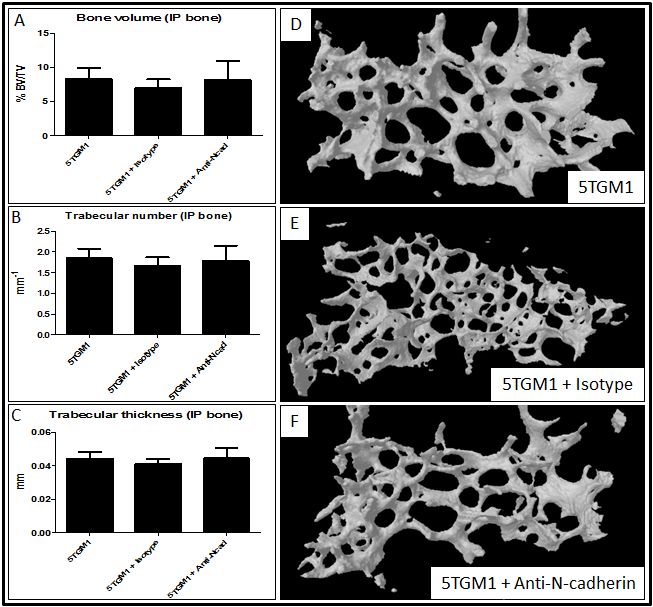 A
Bone volume (IP bone)
15
10
5
0
% BV/TV
5TGM1
5TGM1 + Isotype
5TGM1 + Anti-Ncad
B
Trabecular number (IP bone)
2.5
2.0
1.5
1.0
0.5
0.0
mm-1
5TGM1
5TGM1 + Isotype
5TGM1 + Anti-Ncad
C
Trabecular thickness (IP bone)
0.06
0.04
0.02
0.00
mm
5TGM1
5TGM1 + Isotype
5TGM1 + Anti-Ncad
D
5TGM1
E
5TGM1 + Isotype
F
5TGM1 + Anti-N-cadherin